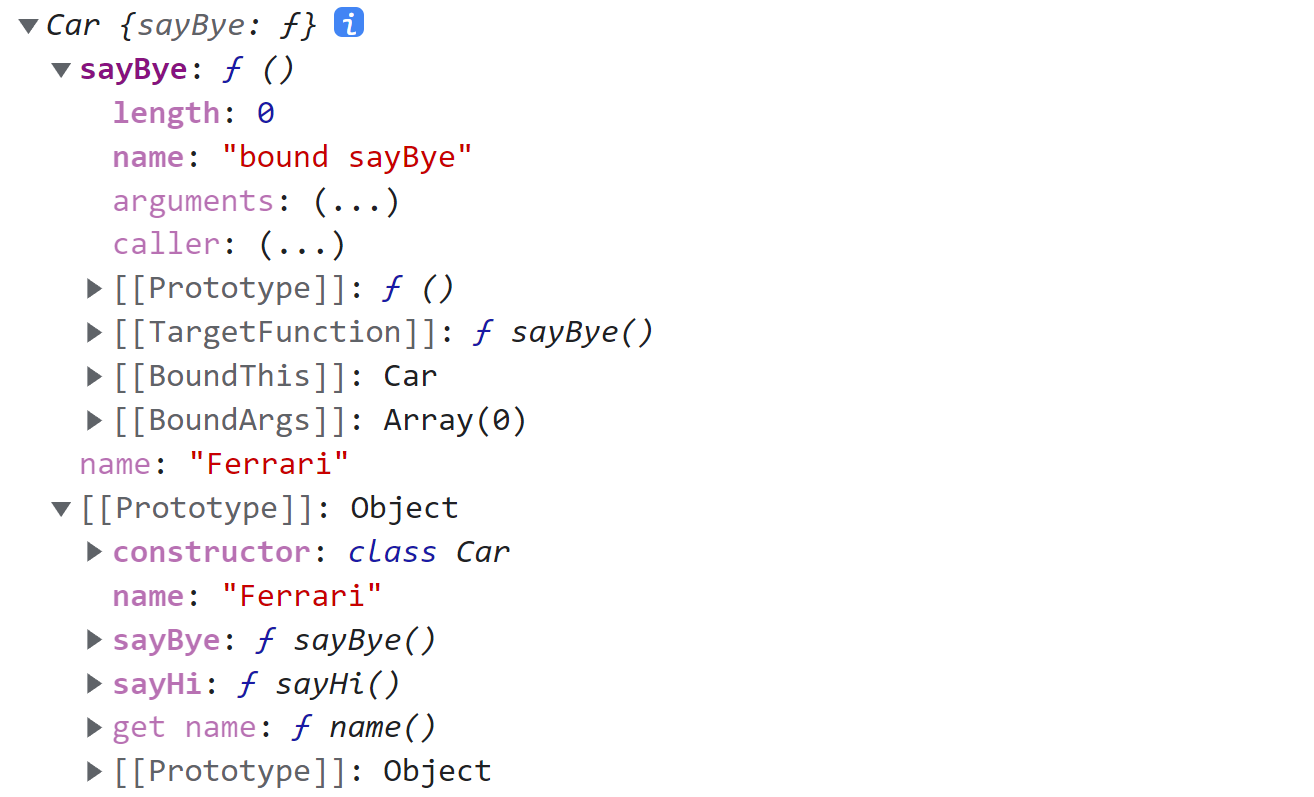 Car {sayBye: ƒ} i
sayBye: ƒ ()
length: 0
name: "bound sayBye"
arguments: (...)
caller: (...)
[[Prototype]]: ƒ ()
[[TargetFunction]]: ƒ sayBye()
[[BoundThis]]: Car
[[BoundArgs]]: Array(0)
name: "Ferrari"
[[Prototype]]: Object
constructor: class Car
name: "Ferrari"
sayBye: ƒ sayBye()
sayHi: ƒ sayHi()
get name: ƒ name()
[[Prototype]]: Object